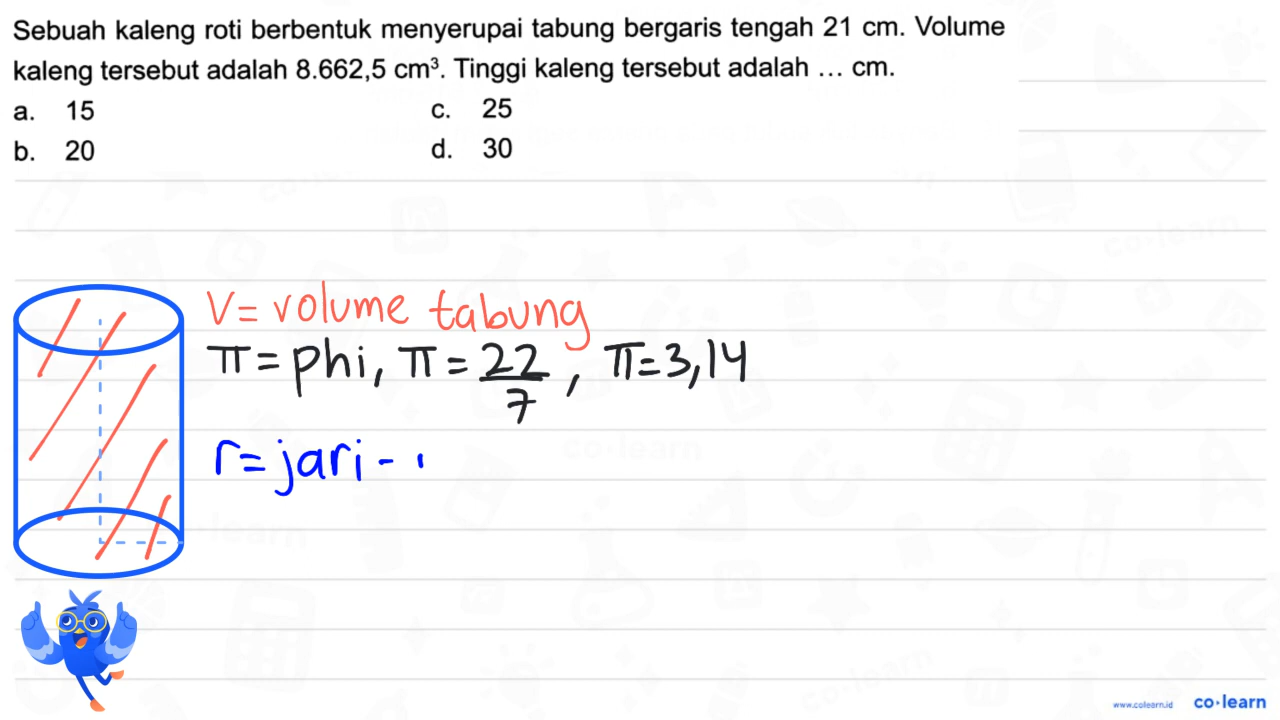 Sebuah kaleng roti berbentuk menyerupai tabung bergaris tengah 21 cm. Volume
kaleng tersebut adalah 8.662,5 cm³. Tinggi kaleng tersebut adalah ... cm.
a. 15 c. 25
b. 20 d. 30
V = volume tabung
π = phi, π = 22/7, π = 3,14
r = jari -
www.colearn.id co·learn